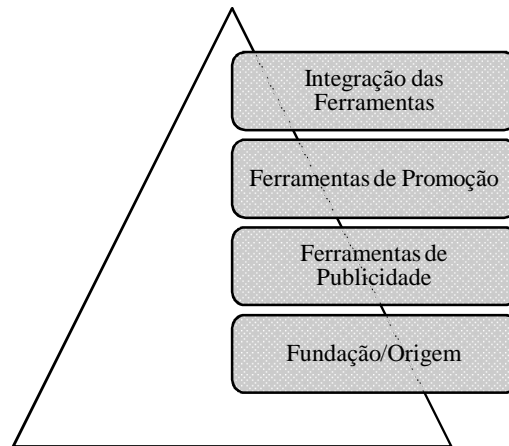 Integração das
Ferramentas
Ferramentas de Promoção
Ferramentas de
Publicidade
Fundação/Origem